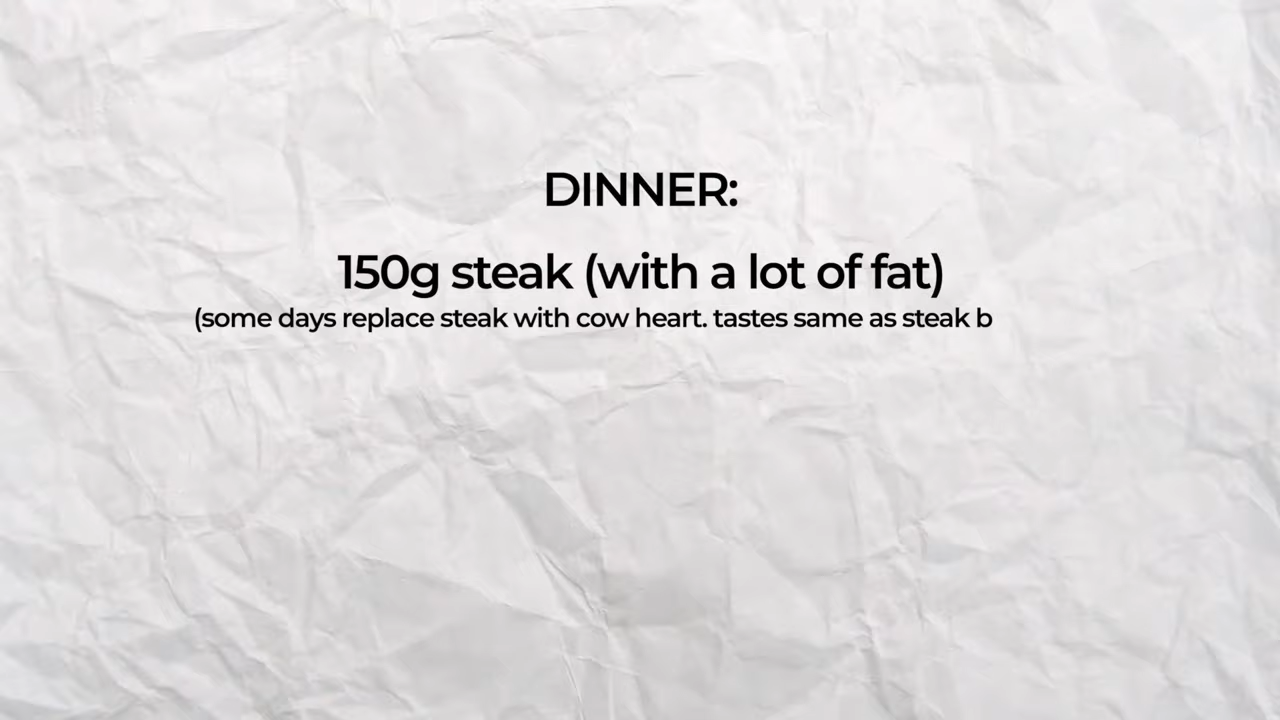 DINNER:
150g steak (with a lot of fat)
(some days replace steak with cow heart. tastes same as steak b